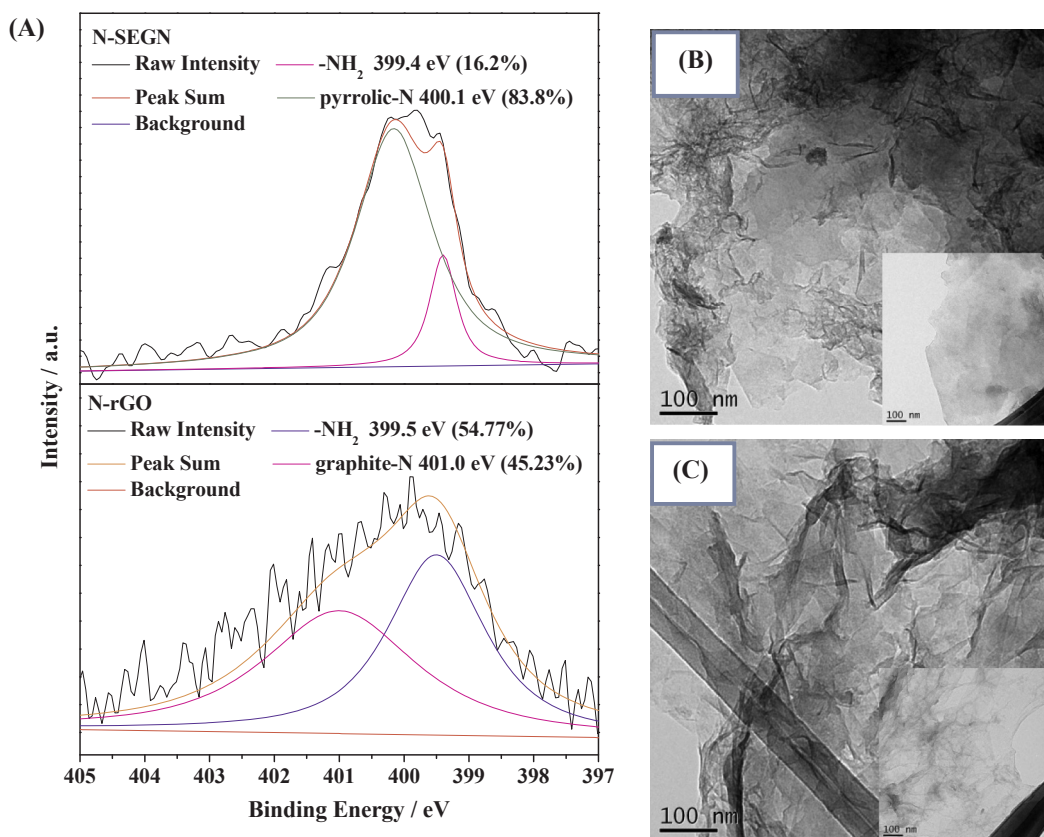 (A)
N-SEGN
Raw Intensity
-NH₂ 399.4 eV (16.2%)
Peak Sum
pyrrolic-N 400.1 eV (83.8%)
Background
N-rGO
Raw Intensity
-NH₂ 399.5 eV (54.77%)
Peak Sum
graphite-N 401.0 eV (45.23%)
Background
Intensity / a.u.
405 404 403 402 401 400 399 398 397
Binding Energy / eV
(B)
100 nm
100 nm
(C)
100 nm
100 nm